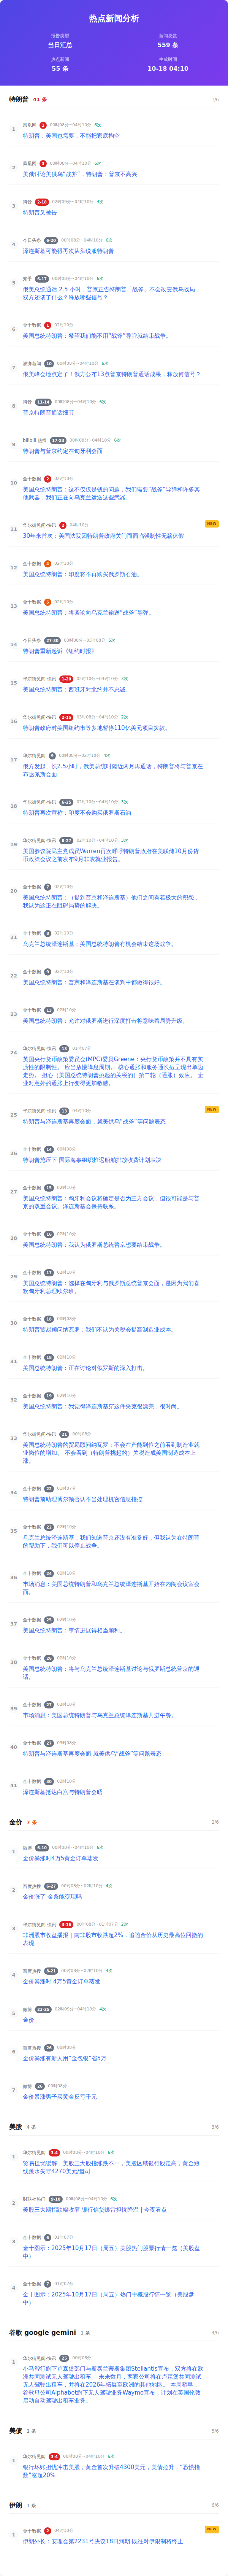 热点新闻分析
报告类型
当日汇总
新闻总数
559 条
热点新闻
55 条
生成时间
10-18 04:10
特朗普 41 条 1/6
1 凤凰网 1
特朗普：美国也需要，不能把家底掏空
2 凤凰网
美俄讨论美供乌“战斧”，特朗普：普京不高兴
3 抖音
特朗普又被告
4 今日头条
泽连斯基可能得再次从头说服特朗普
5 知乎
俄美总统通话 2.5 小时，普京正告特朗普「战斧」不会改变俄乌战局，
双方还谈了什么？释放哪些信号？
6 金十数据 1
美国总统特朗普：希望我们能不用“战斧”导弹就结束战争。
7 澎湃新闻
俄美峰会地点定了！俄方公布13点普京特朗普通话成果，释放何信号？
8 抖音 11-14
普京特朗普通话细节
9 bilibili 热搜
特朗普与普京约定在匈牙利会面
10 金十数据 2
美国总统特朗普：这不仅仅是钱的问题，我们需要“战斧”导弹和许多其
他武器，我们正在向乌克兰运送这些武器。
11 华尔街见闻-快讯 NEW
30年来首次：美国法院因特朗普政府关门而面临强制性无薪休假
12 金十数据 4
美国总统特朗普：印度将不再购买俄罗斯石油。
13 金十数据 5
美国总统特朗普：将谈论向乌克兰输送“战斧”导弹。
14 今日头条 27-30
特朗普重新起诉《纽约时报》
15 华尔街见闻-快讯
美国总统特朗普：西班牙对北约并不忠诚。
16 华尔街见闻-快讯
特朗普政府对美国纽约市等多地暂停110亿美元项目拨款。
17 华尔街见闻
俄方发起、长2.5小时，俄美总统时隔近两月再通话，特朗普将与普京在
布达佩斯会面
18 华尔街见闻-快讯
特朗普再次宣称：印度不会购买俄罗斯石油
19 华尔街见闻-快讯
美国参议院民主党成员Warren再次呼呼特朗普政府在美联储10月份货
币政策会议之前发布9月非农就业报告。
20 金十数据 7
美国总统特朗普：（提到普京和泽连斯基）他们之间有着极大的积怨，
我认为这正在阻碍局势的解决。
21 金十数据 8
乌克兰总统泽连斯基：美国总统特朗普有机会结束这场战争。
22 金十数据 9
美国总统特朗普：普京和泽连斯基在谈判中都做得很好。
23 金十数据
美国总统特朗普：允许对俄罗斯进行深度打击将意味着局势升级。
24 华尔街见闻-快讯
英国央行货币政策委员会(MPC)委员Greene：央行货币政策并不具有实
质性的限制性。 应当放缓降息周期。 核心通胀和服务通长造呈现出单边
走势。 担心（美国总统特朗普挑起的关税的）第二轮（通胀）效应。 企
业对意外的通胀上行变得更加敏感。
25 华尔街见闻-快讯 NEW
特朗普与泽连斯基再度会面，就美供乌“战斧”等问题表态
26 金十数据
特朗普施压下 国际海事组织推迟船舶排放收费计划表决
27 金十数据
美国总统特朗普：匈牙利会议将确定是否为三方会议，但很可能是与普
京的双重会议。泽连斯基会保持联系。
28 金十数据
美国总统特朗普：我认为俄罗斯总统普京想要结束战争。
29 金十数据
美国总统特朗普：选择在匈牙利与俄罗斯总统普京会面，是因为我们喜
欢匈牙利总理欧尔班。
30 金十数据
特朗普贸易顾问纳瓦罗：我们不认为关税会提高制造业成本。
31 金十数据
美国总统特朗普：正在讨论对俄罗斯的深入打击。
32 金十数据
美国总统特朗普：我觉得泽连斯基穿这件夹克很漂亮，很时尚。
33 华尔街见闻-快讯
美国总统特朗普的贸易顾问纳瓦罗：不会在产能到位之前看到制造业就
业岗位的增加。 不会看到（特朗普挑起的）关税造成美国制造成本上
涨。
34 金十数据
特朗普前助理博尔顿否认不当处理机密信息指控
35 金十数据
乌克兰总统泽连斯基：我们知道普京还没有准备好，但我认为在特朗普
的帮助下，我们可以停止战争。
36 金十数据
市场消息：美国总统特朗普和乌克兰总统泽连斯基开始在内阁会议室会
面。
37 金十数据
美国总统特朗普：事情进展得相当顺利。
38 金十数据
美国总统特朗普：将与乌克兰总统泽连斯基讨论与俄罗斯总统普京的通
话。
39 金十数据
市场消息：美国总统特朗普与乌克兰总统泽连斯基共进午餐。
40 金十数据
特朗普与泽连斯基再度会面 就美供乌“战斧”等问题表态
41 金十数据
泽连斯基抵达白宫与特朗普会晤
金价 7 条 2/6
1 微博
金价暴涨时4万5黄金订单蒸发
2 百度热搜
金价涨了 金条能变现吗
3 华尔街见闻-快讯
非洲股市收盘播报｜南非股市收跌超2%，追随金价从历史最高位回撤的
表现
4 百度热搜
金价暴涨时 4万5黄金订单蒸发
5 微博
金价
6 百度热搜
金价暴涨有新人用"金包银"省5万
7 微博
金价暴涨男子买黄金反亏千元
美股 4 条 3/6
1 华尔街见闻
贸易担忧缓解，美股三大股指涨跌不一，美股区域银行股走高，黄金短
线跳水失守4270美元/盎司
2 财联社热门
美股三大期指跌幅收窄 银行信贷爆雷担忧降温 | 今夜看点
3 金十数据
金十图示：2025年10月17日（周五）美股热门股票行情一览（美股盘
中）
4 金十数据
金十图示：2025年10月17日（周五）热门中概股行情一览（美股盘
中）
谷歌 google gemini 1 条 4/6
1 华尔街见闻-快讯
小马智行旗下卢森堡部门与斯泰兰蒂斯集团Stellantis宣布，双方将在欧
洲共同测试无人驾驶出租车。 未来数月，两家公司将在卢森堡共同测试
无人驾驶出租车，并将在2026年拓展至欧洲的其他地区。 本周稍早，
谷歌母公司Alphabet旗下无人驾驶业务Waymo宣布，计划在英国伦敦
启动自动驾驶出租车业务。
美债 1 条 5/6
1 华尔街见闻
银行坏账担忧冲击美股，黄金首次升破4300美元，美债拉升，“恐慌指
数”涨超20%
伊朗 1 条 6/6
1 金十数据 NEW
伊朗外长：安理会第2231号决议18日到期 既往对伊限制将终止